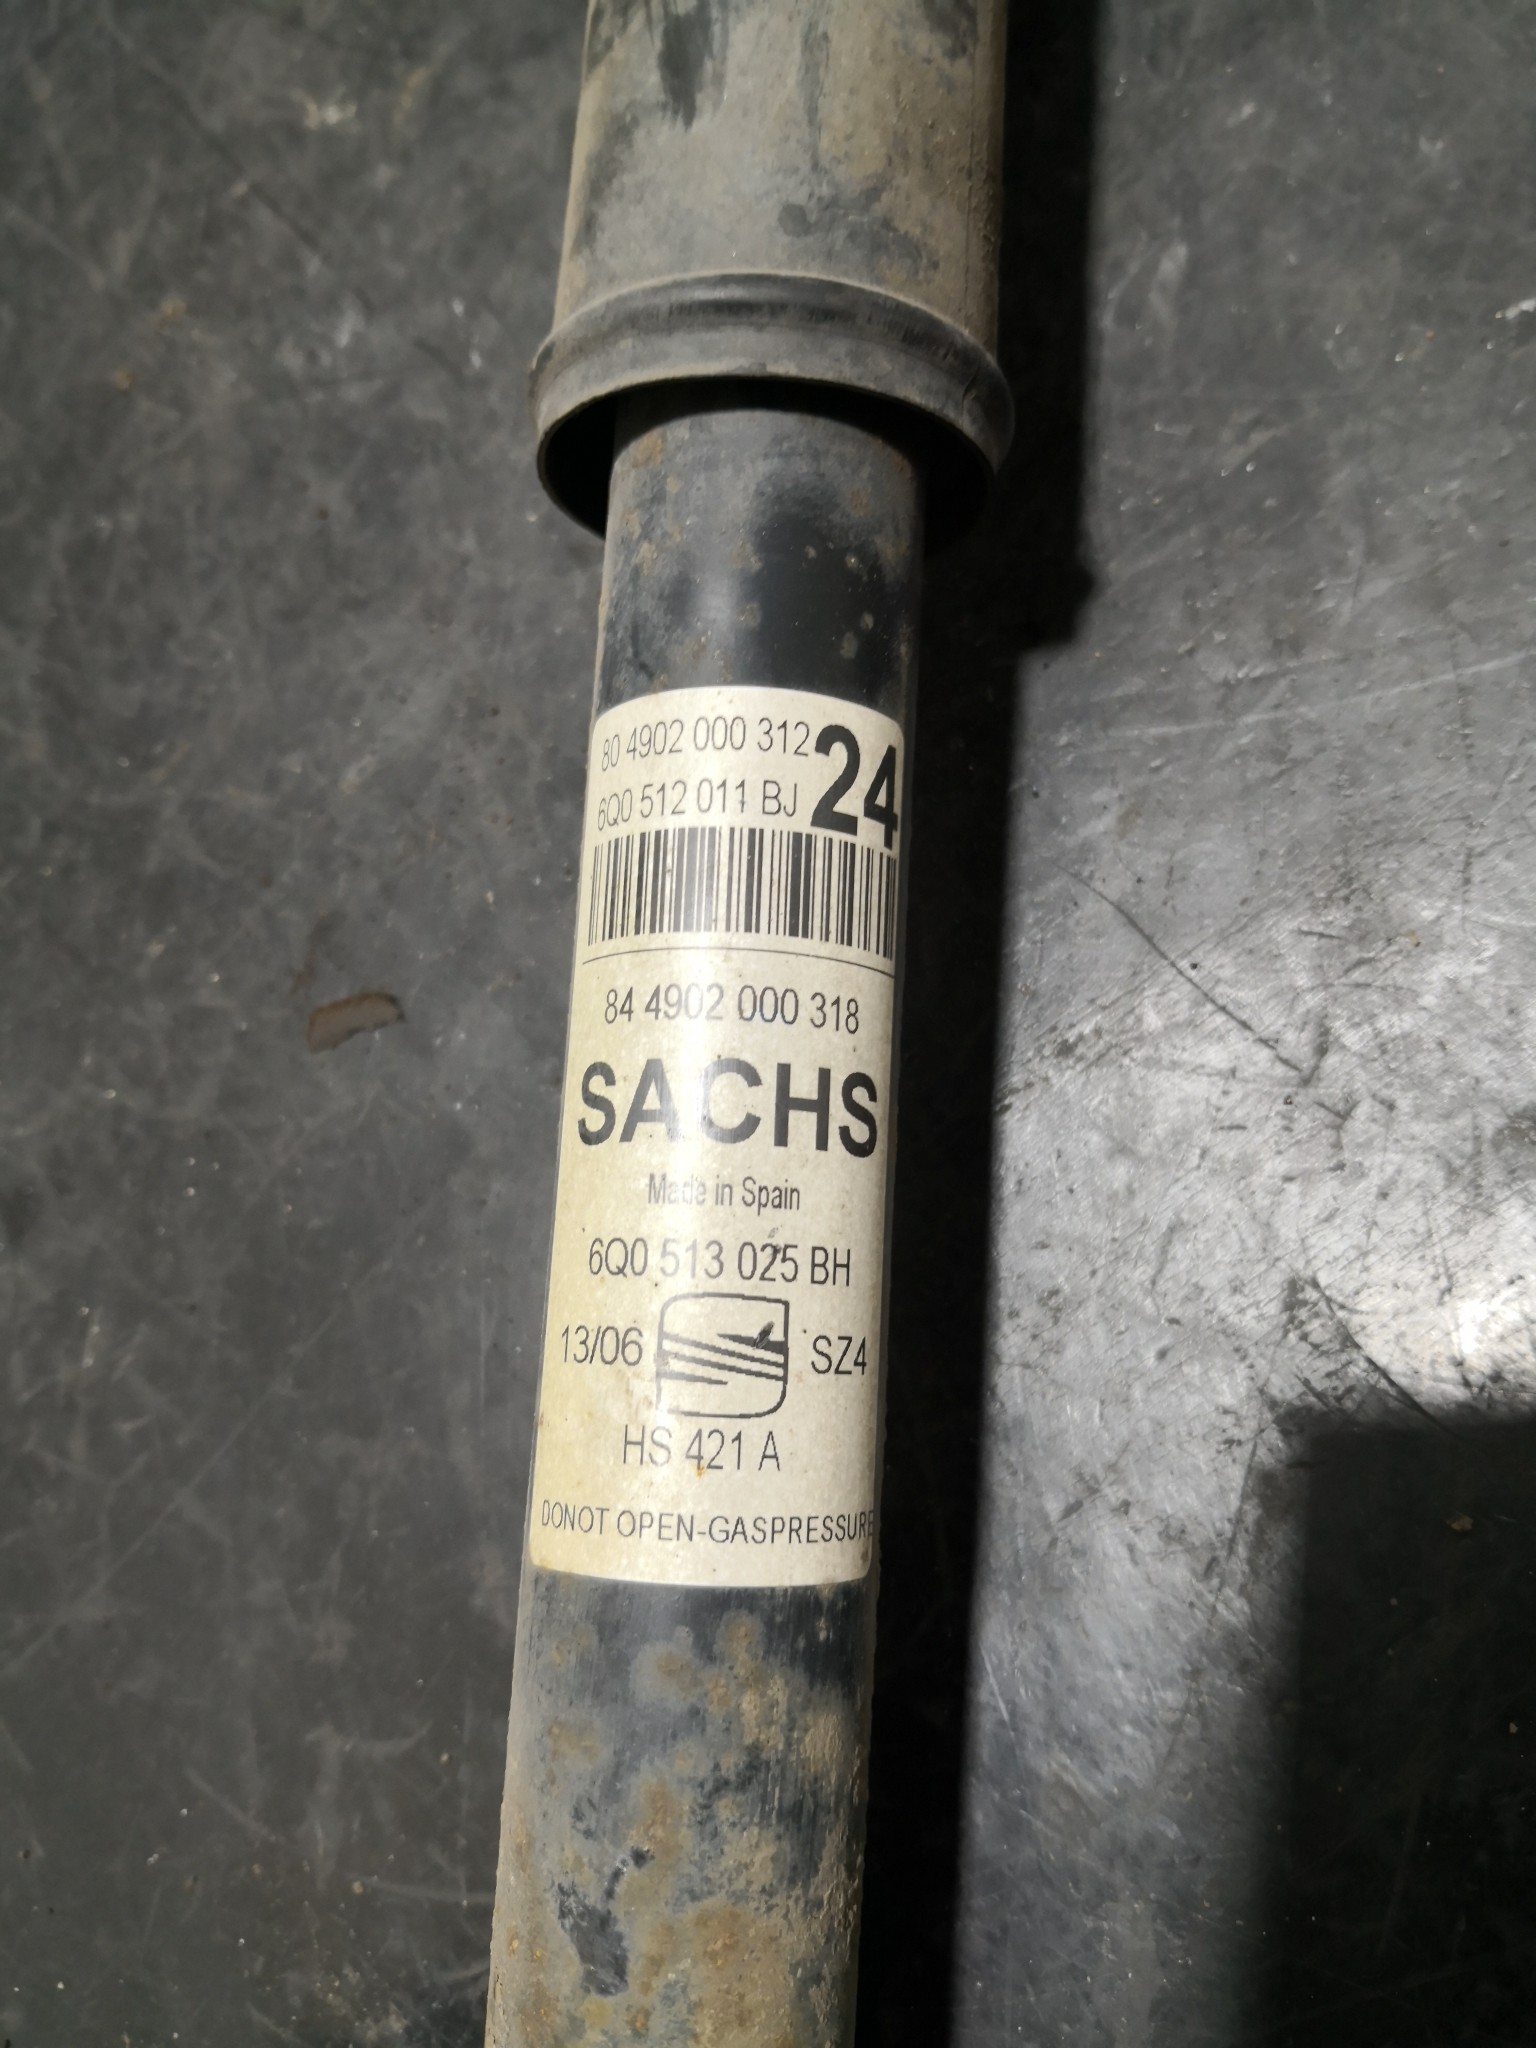 80 4902 000 312 24
6Q0 512 011 BJ
84 4902 000 318
SACHS
Made in Spain
6Q0 513 025 BH
13/06 SZ4
HS 421 A
DONOT OPEN-GASPRESSURE